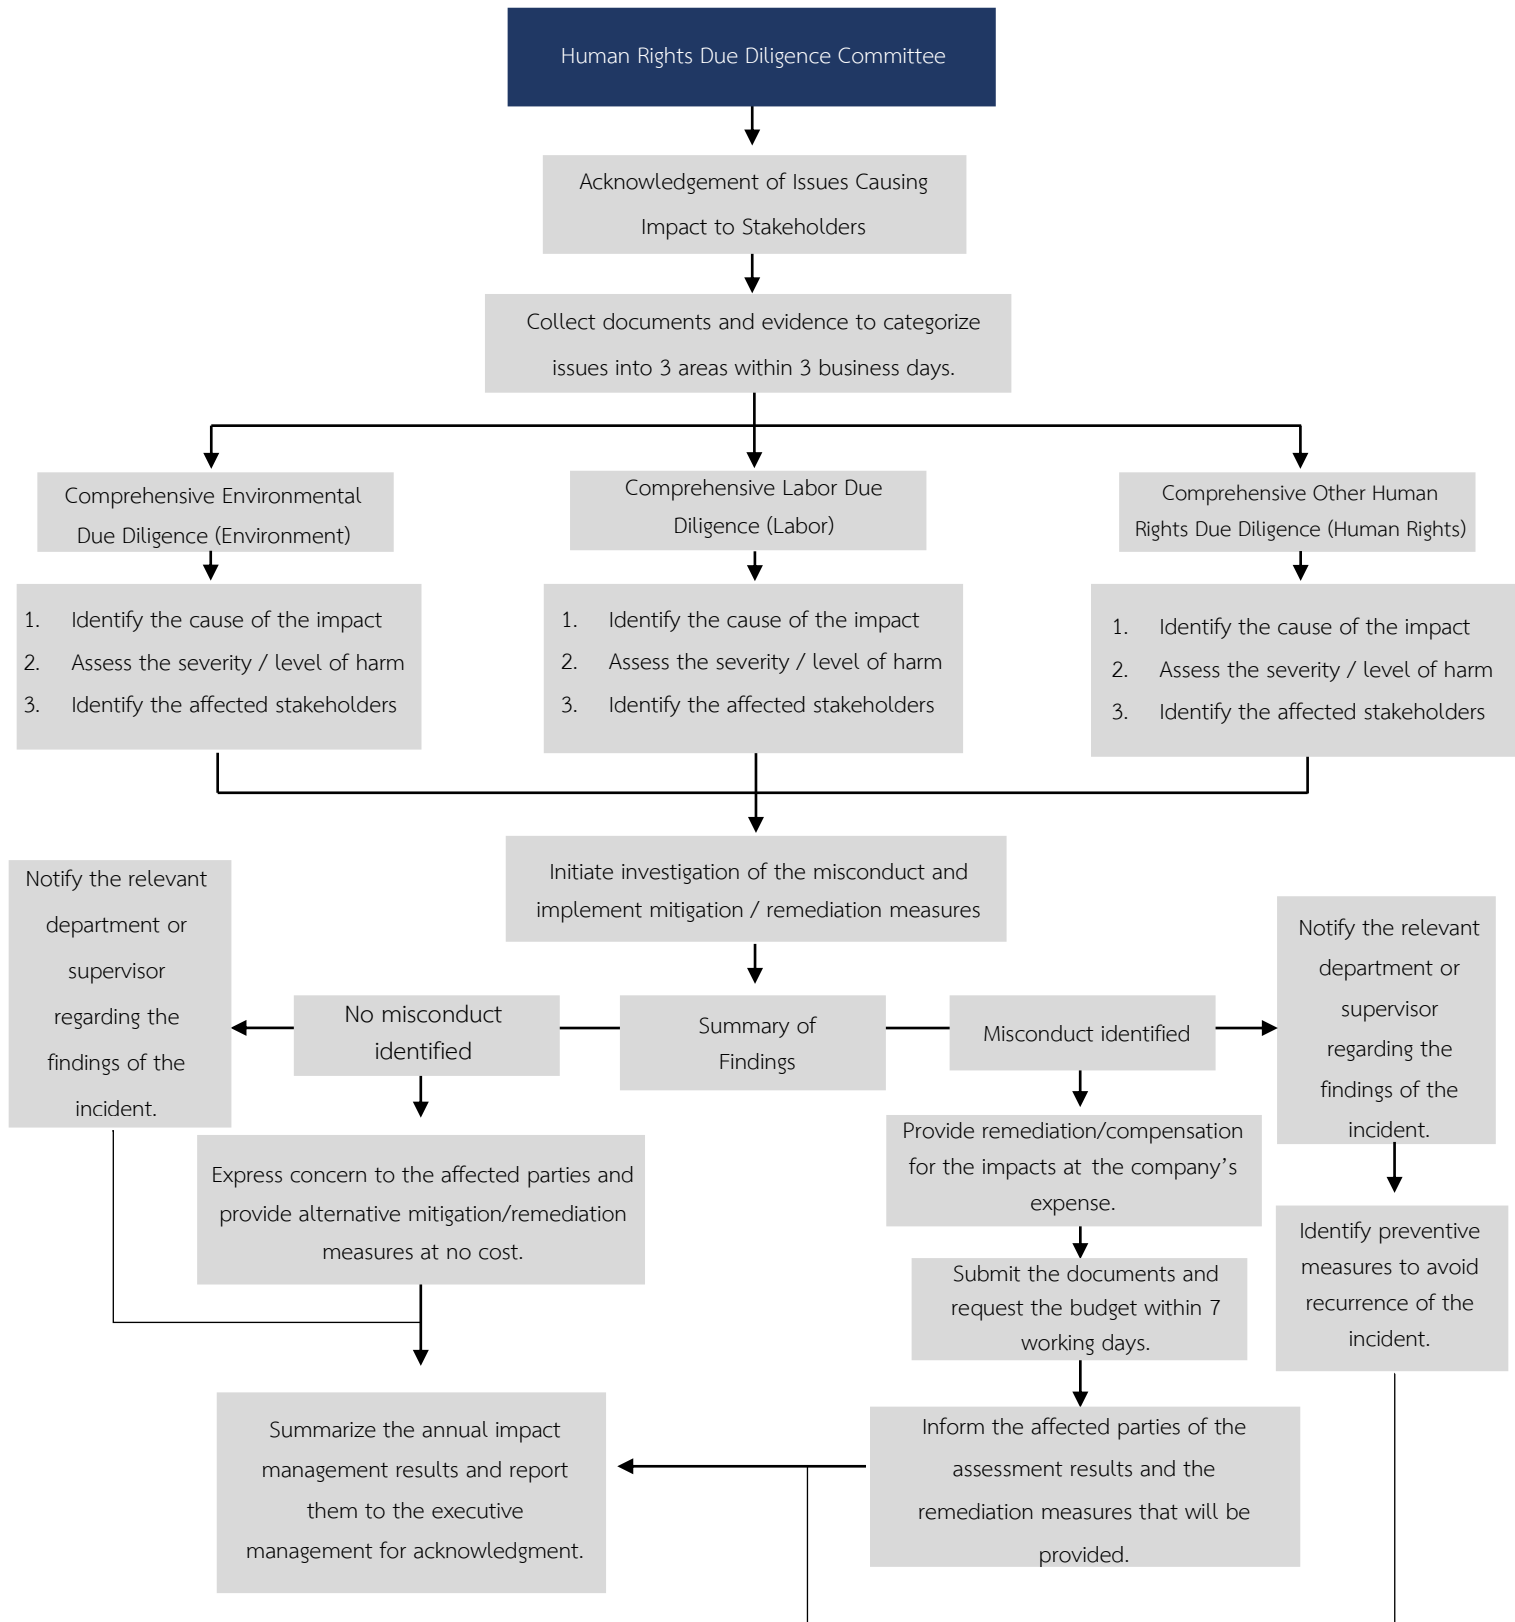 Human Rights Due Diligence Committee
Acknowledgement of Issues Causing
Impact to Stakeholders
Collect documents and evidence to categorize
issues into 3 areas within 3 business days.
Comprehensive Environmental
Due Diligence (Environment)
Comprehensive Labor Due
Diligence (Labor)
Comprehensive Other Human
Rights Due Diligence (Human Rights)
1. Identify the cause of the impact
2. Assess the severity / level of harm
3. Identify the affected stakeholders
1. Identify the cause of the impact
2. Assess the severity / level of harm
3. Identify the affected stakeholders
1. Identify the cause of the impact
2. Assess the severity / level of harm
3. Identify the affected stakeholders
Initiate investigation of the misconduct and
implement mitigation / remediation measures
Notify the relevant
department or
supervisor
regarding the
findings of the
incident.
No misconduct
identified
Summary of
Findings
Misconduct identified
Notify the relevant
department or
supervisor
regarding the
findings of the
incident.
Express concern to the affected parties and
provide alternative mitigation/remediation
measures at no cost.
Provide remediation/compensation
for the impacts at the company’s
expense.
Submit the documents and
request the budget within 7
working days.
Identify preventive
measures to avoid
recurrence of the
incident.
Summarize the annual impact
management results and report
them to the executive
management for acknowledgment.
Inform the affected parties of the
assessment results and the
remediation measures that will be
provided.